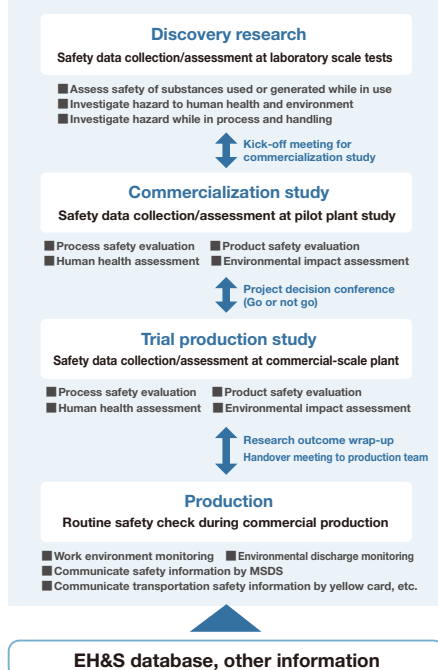 Discovery research
Safety data collection/assessment at laboratory scale tests
■Assess safety of substances used or generated while in use
■Investigate hazard to human health and environment
■Investigate hazard while in process and handling
Kick-off meeting for
commercialization study
Commercialization study
Safety data collection/assessment at pilot plant study
■Process safety evaluation ■Product safety evaluation
■Human health assessment ■Environmental impact assessment
Project decision conference
(Go or not go)
Trial production study
Safety data collection/assessment at commercial-scale plant
■Process safety evaluation ■Product safety evaluation
■Human health assessment ■Environmental impact assessment
Research outcome wrap-up
Handover meeting to production team
Production
Routine safety check during commercial production
■Work environment monitoring ■Environmental discharge monitoring
■Communicate safety information by MSDS
■Communicate transportation safety information by yellow card, etc.
EH&S database, other information